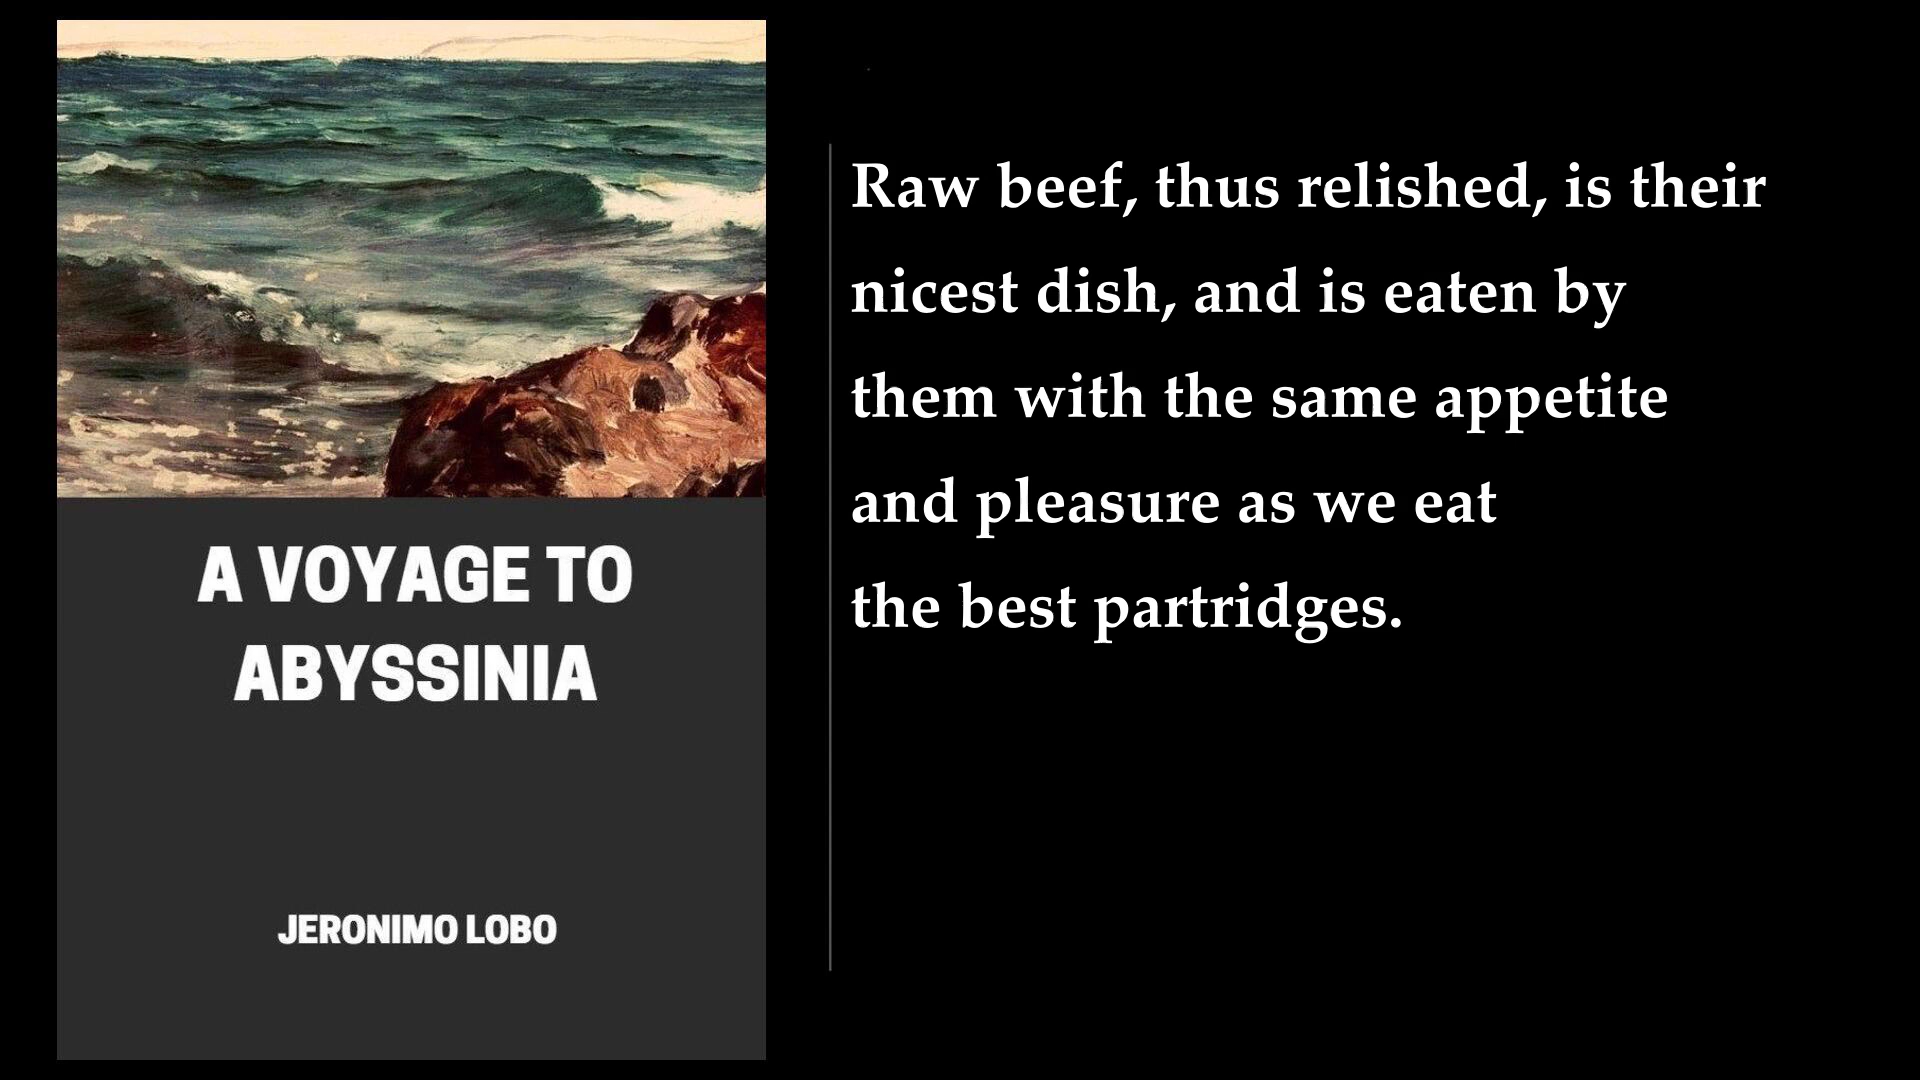 A VOYAGE TO
ABYSSINIA
JERONIMO LOBO
Raw beef, thus relished, is their
nicest dish, and is eaten by
them with the same appetite
and pleasure as we eat
the best partridges.